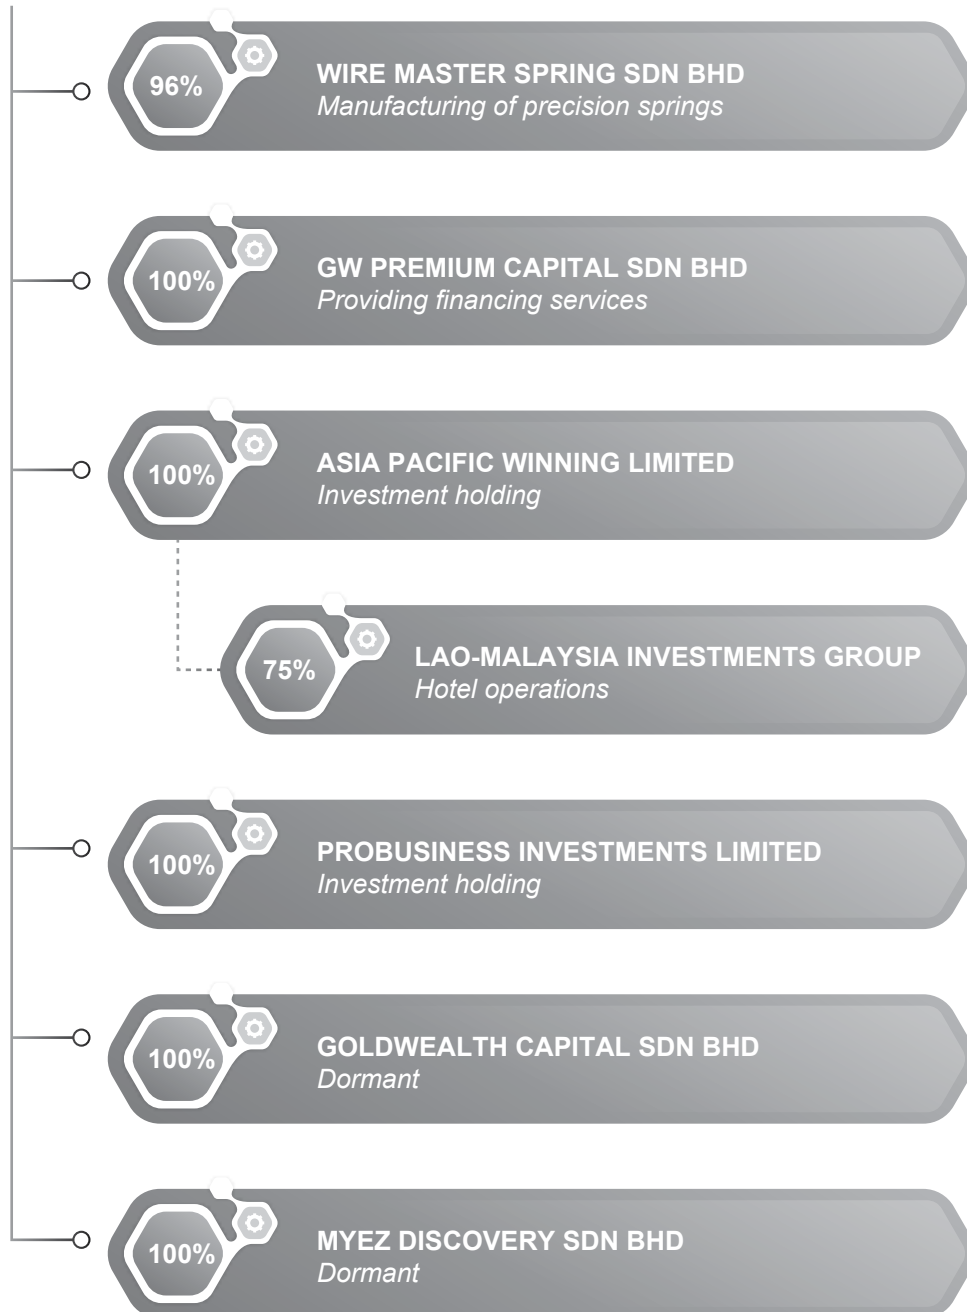 96%
WIRE MASTER SPRING SDN BHD
Manufacturing of precision springs
100%
GW PREMIUM CAPITAL SDN BHD
Providing financing services
100%
ASIA PACIFIC WINNING LIMITED
Investment holding
75%
LAO-MALAYSIA INVESTMENTS GROUP
Hotel operations
100%
PROBUSINESS INVESTMENTS LIMITED
Investment holding
100%
GOLDWEALTH CAPITAL SDN BHD
Dormant
100%
MYEZ DISCOVERY SDN BHD
Dormant